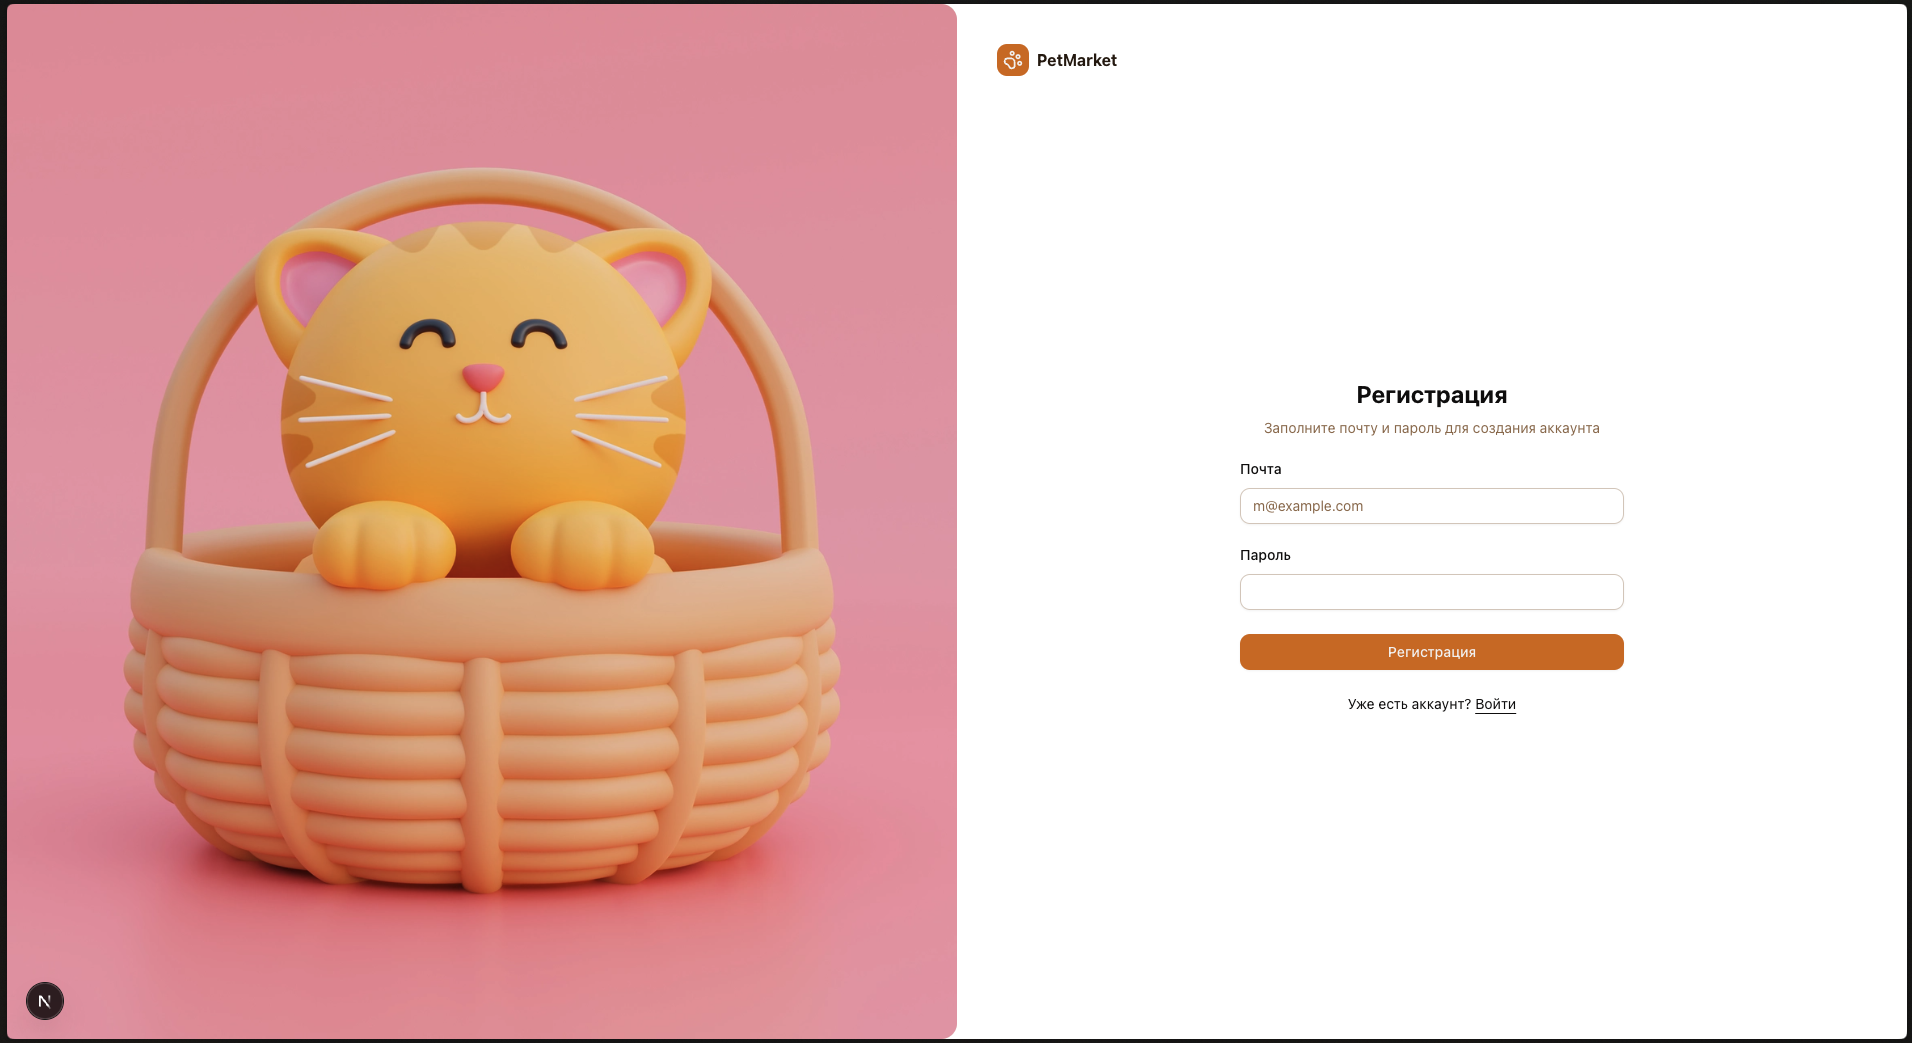 PetMarket
Регистрация
Заполните почту и пароль для создания аккаунта
Почта
m@example.com
Пароль
Регистрация
Уже есть аккаунт? Войти
N